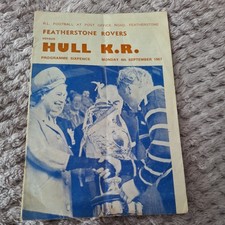 R.L. FOOTBALL AT POST OFFICE ROAD, FEATHERSTONE
FEATHERSTONE ROVERS
versus
HULL K.R.
PROGRAMME SIXPENCE MONDAY 4th SEPTEMBER 1967